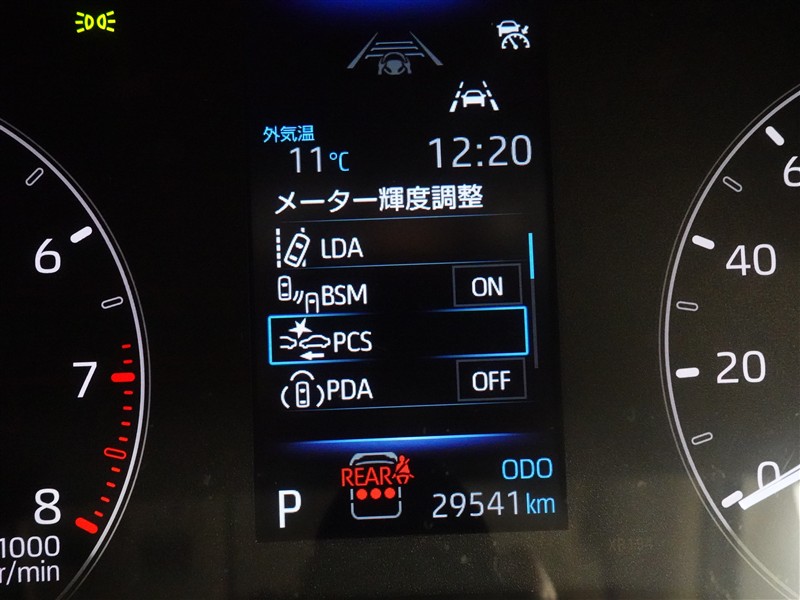 外気温
11℃ 12:20
メーター輝度調整
LDA
BSM ON
PCS
PDA OFF
REAR
P
ODO
29541 km
6
7
8
1000
r/min
6
40
20
0